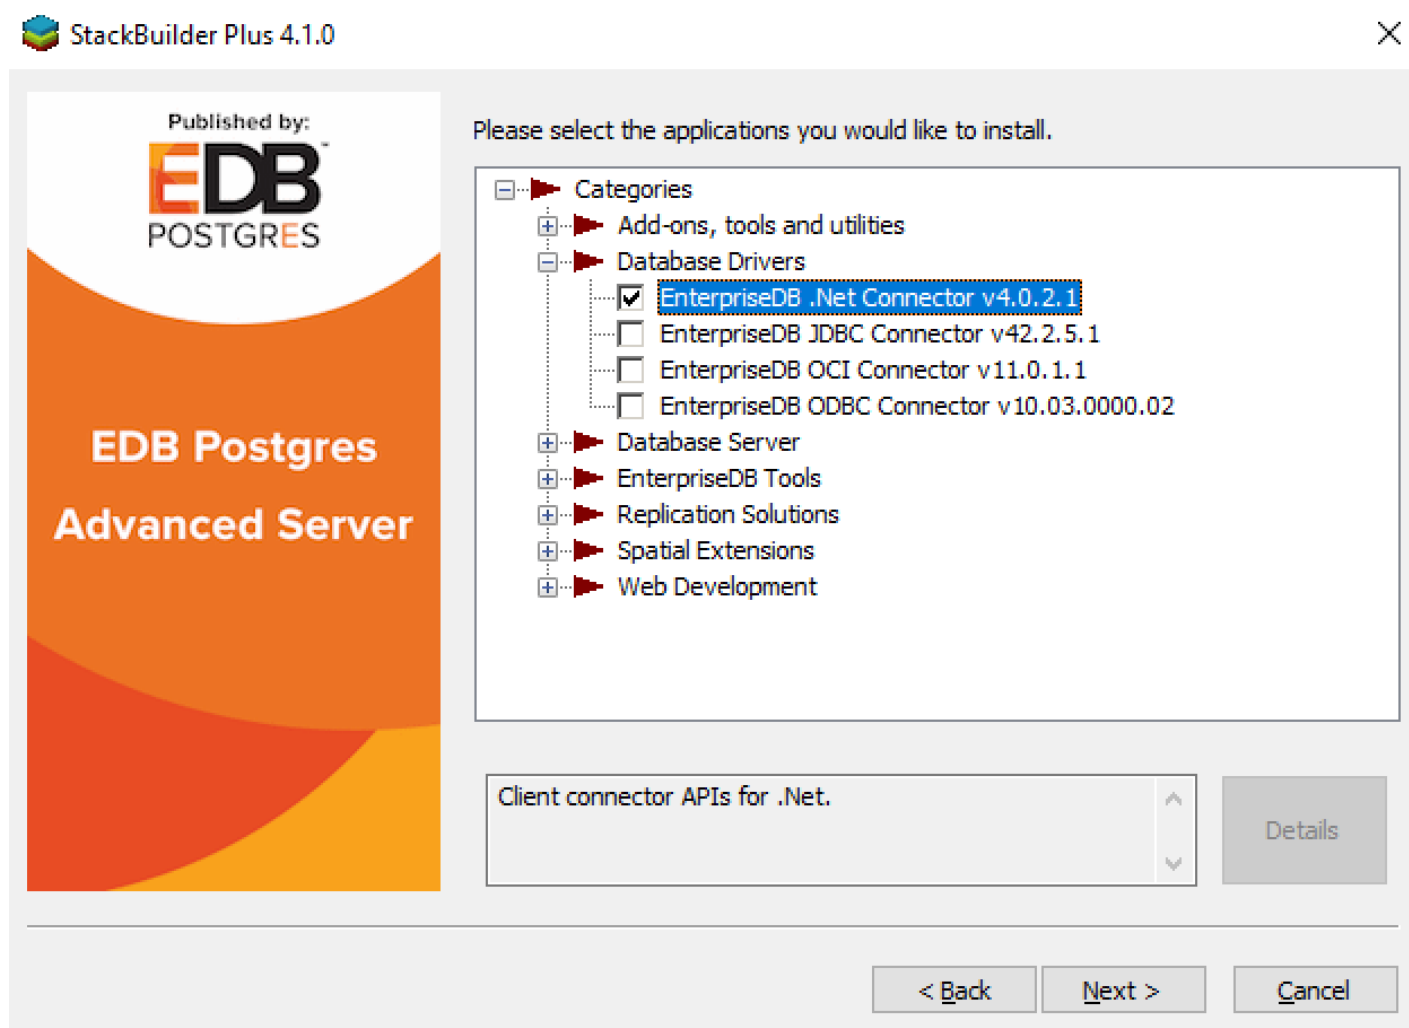 StackBuilder Plus 4.1.0
Published by:
EDB™
POSTGRES
EDB Postgres
Advanced Server
Please select the applications you would like to install.
Categories
Add-ons, tools and utilities
Database Drivers
EnterpriseDB .Net Connector v4.0.2.1
EnterpriseDB JDBC Connector v42.2.5.1
EnterpriseDB OCI Connector v11.0.1.1
EnterpriseDB ODBC Connector v10.03.0000.02
Database Server
EnterpriseDB Tools
Replication Solutions
Spatial Extensions
Web Development
Client connector APIs for .Net.
Details
< Back
Next >
Cancel